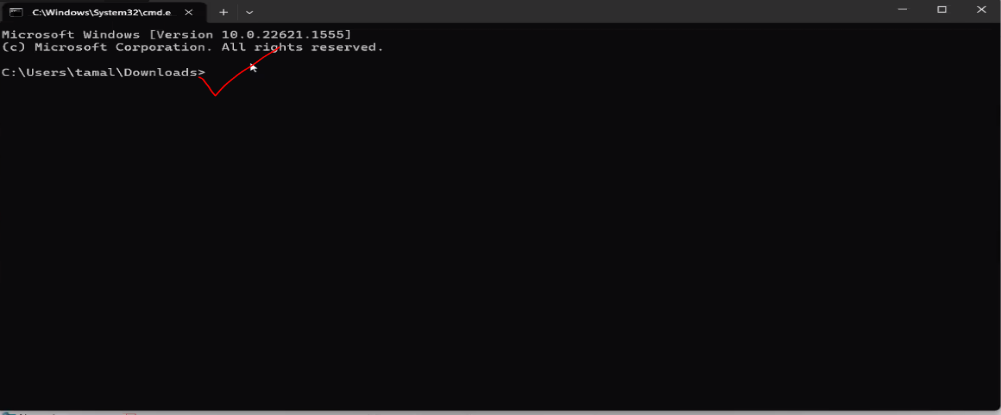 C:\Windows\System32\cmd.e
Microsoft Windows [Version 10.0.22621.1555]
(c) Microsoft Corporation. All rights reserved.
C:\Users\tamal\Downloads>